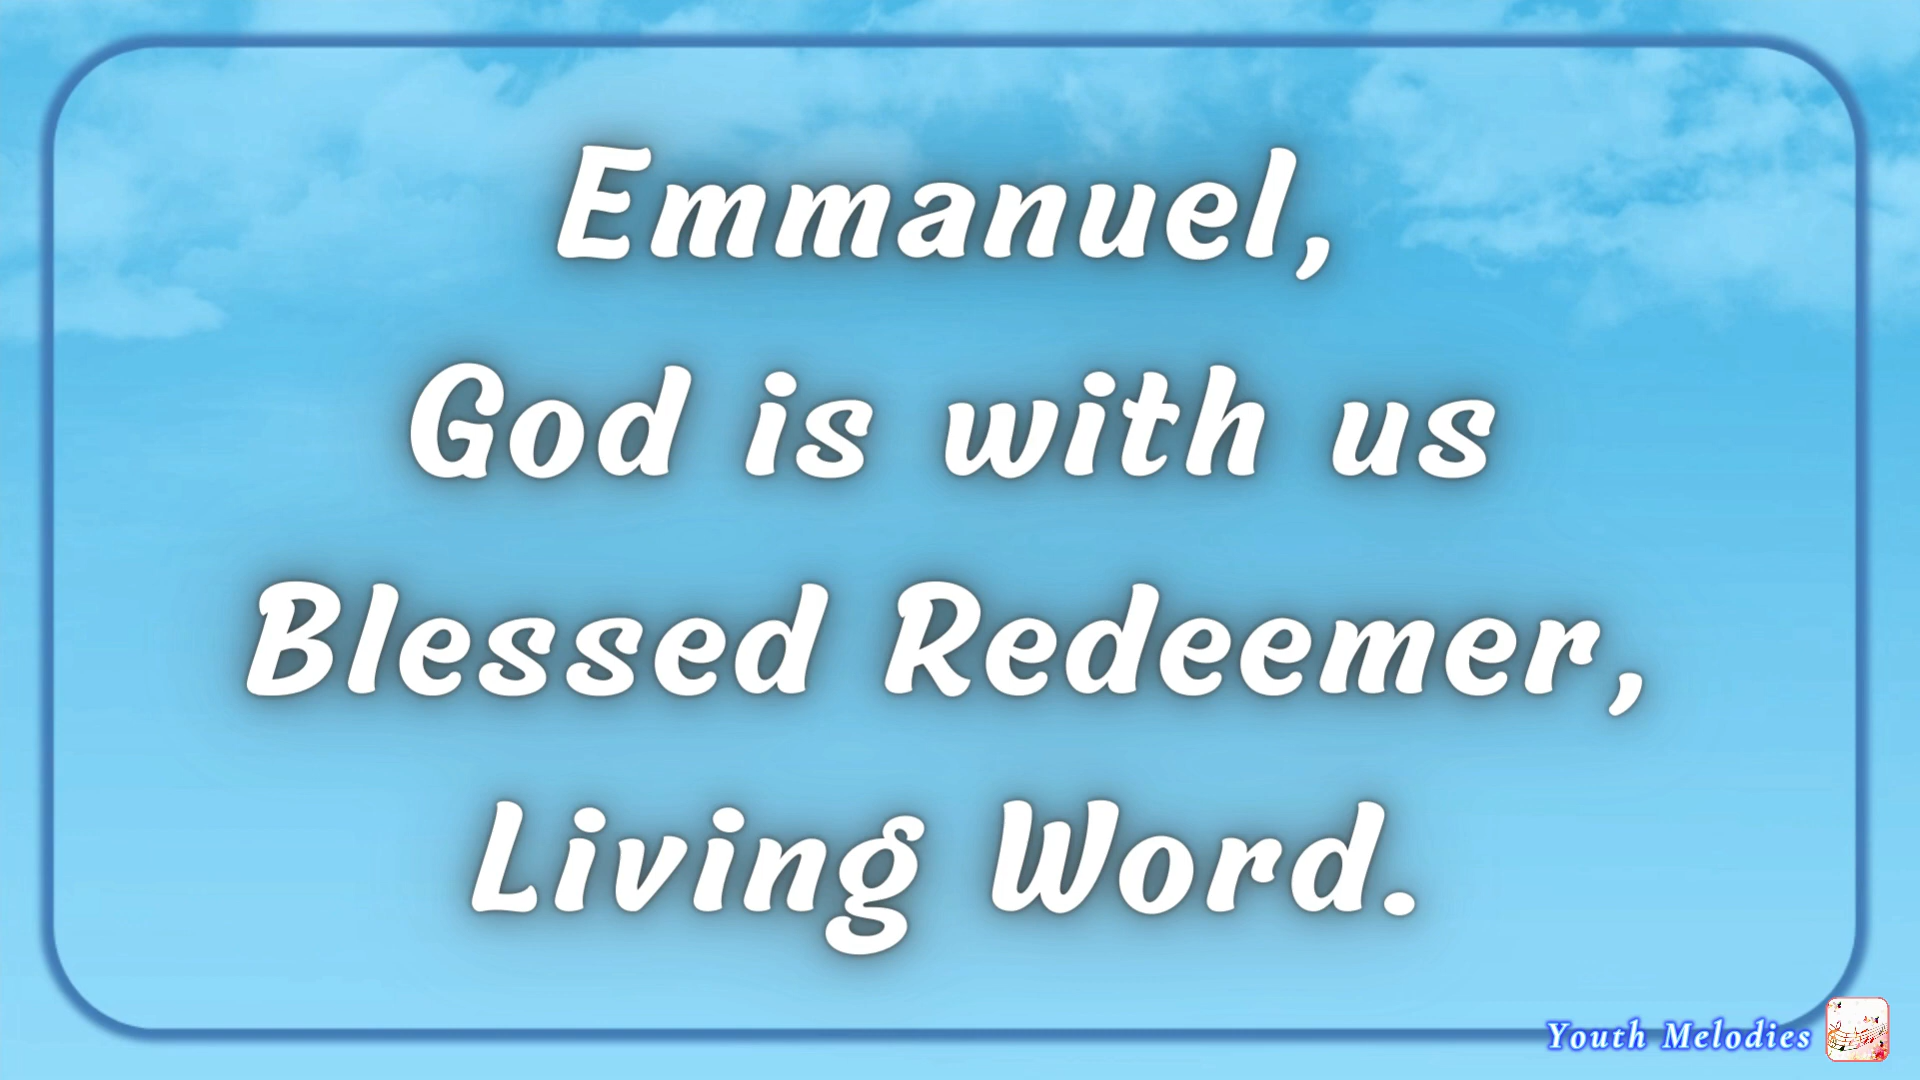 Emmanuel,
God is with us
Blessed Redeemer,
Living Word.
Youth Melodies